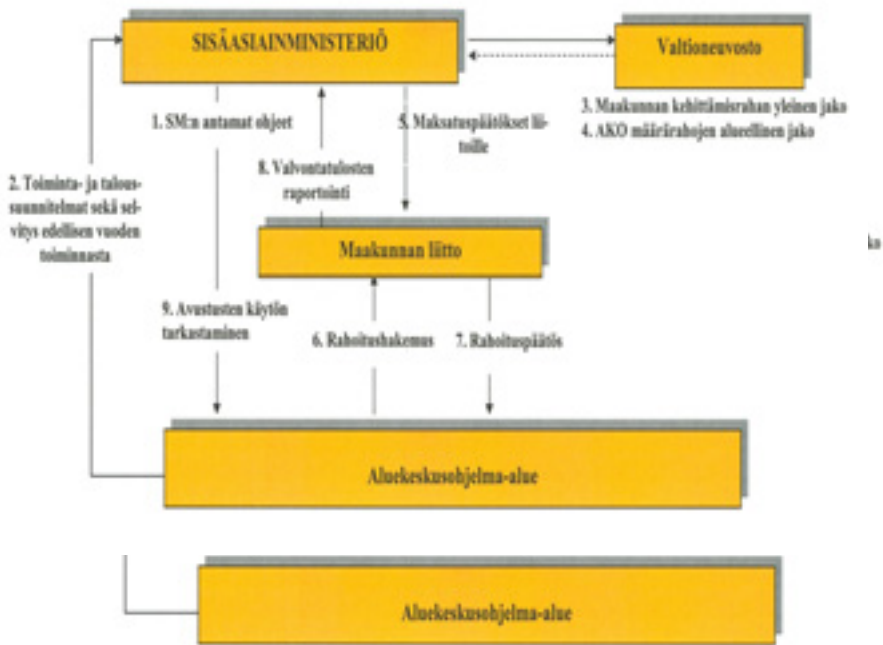 SISÄASIAINMINISTERIÖ
Valtioneuvosto
1. SM:n antamat ohjeet
5. Maksatuspäätökset lii-
toille
3. Maakunnan kehittämisrahan yleinen jako
4. AKO määrärahojen alueellinen jako
8. Valvontatulosten
raportointi
2. Toiminta- ja talous-
suunnitelmat sekä sel-
vitys edellisen vuoden
toiminnasta
Maakunnan liitto
ko
9. Avustusten käytön
tarkastaminen
6. Rahoitushakemus
7. Rahoituspäätös
Aluekeskusohjelma-alue
Aluekeskusohjelma-alue